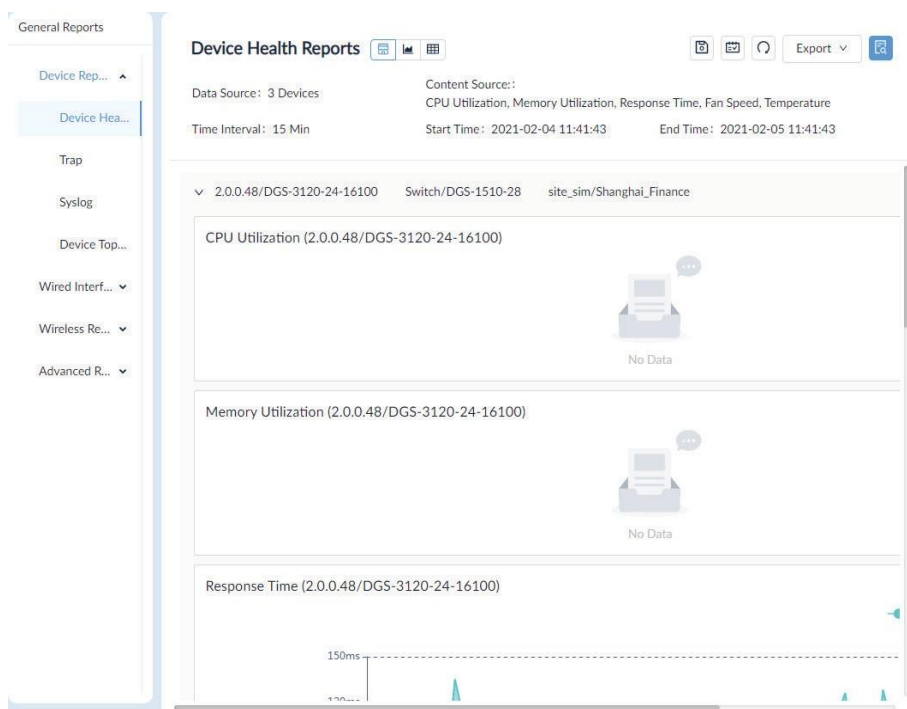 General Reports
Device Rep...
Device Hea...
Trap
Syslog
Device Top...
Wired Interf...
Wireless Re...
Advanced R...
Device Health Reports
Export
Data Source: 3 Devices
Content Source::
CPU Utilization, Memory Utilization, Response Time, Fan Speed, Temperature
Time Interval: 15 Min
Start Time: 2021-02-04 11:41:43
End Time: 2021-02-05 11:41:43
2.0.0.48/DGS-3120-24-16100 Switch/DGS-1510-28 site_sim/Shanghai_Finance
CPU Utilization (2.0.0.48/DGS-3120-24-16100)
No Data
Memory Utilization (2.0.0.48/DGS-3120-24-16100)
No Data
Response Time (2.0.0.48/DGS-3120-24-16100)
150ms